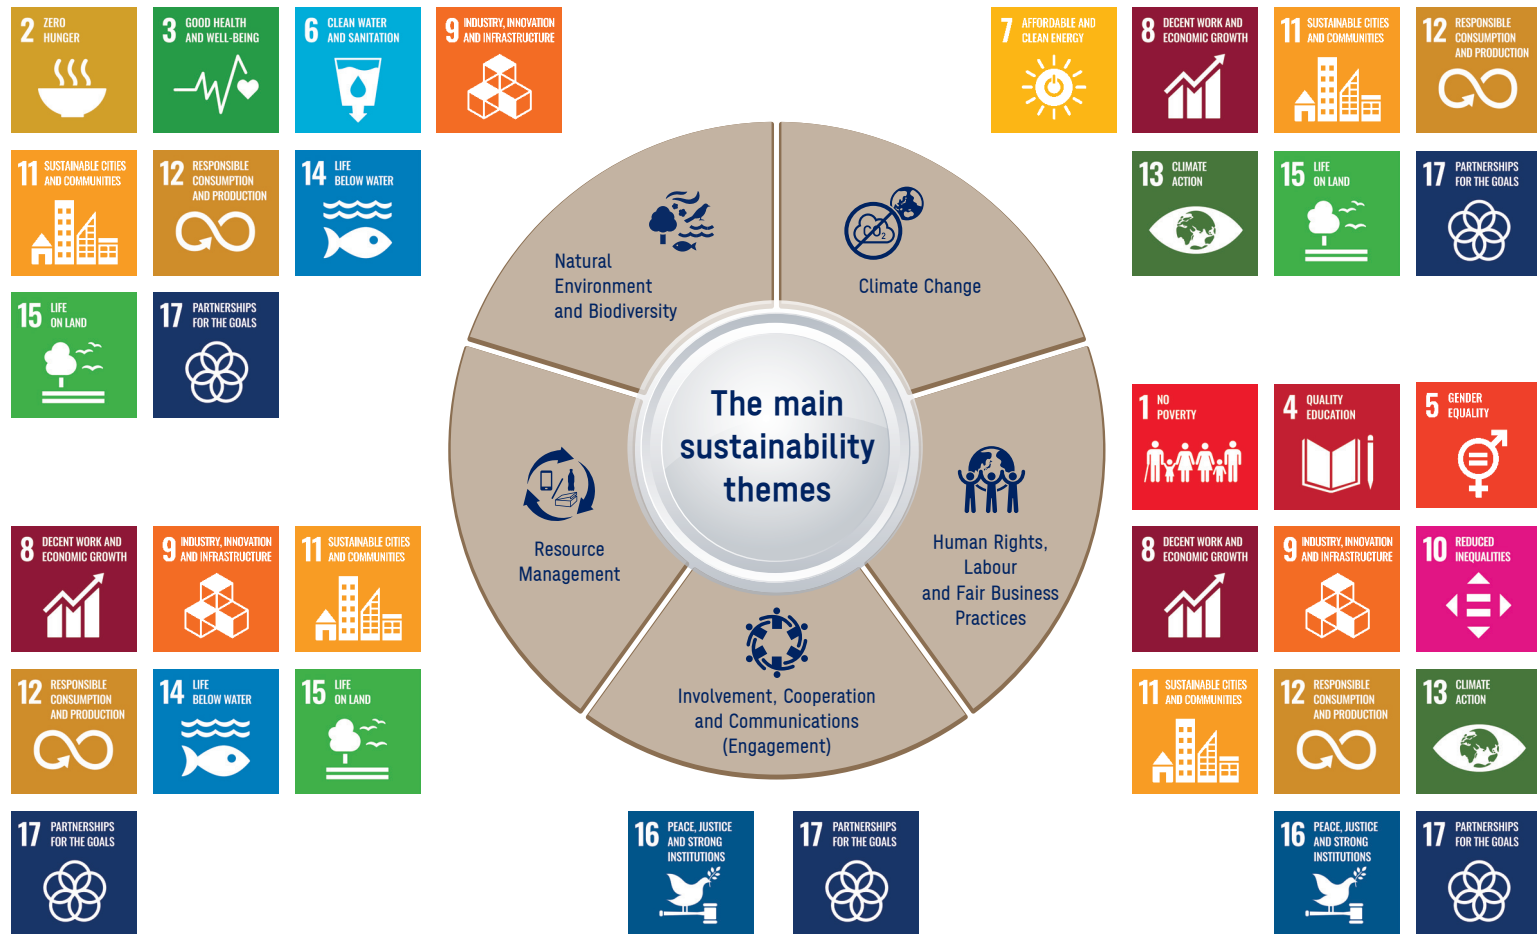 2 ZERO
HUNGER
3 GOOD HEALTH
AND WELL-BEING
6 CLEAN WATER
AND SANITATION
9 INDUSTRY, INNOVATION
AND INFRASTRUCTURE
11 SUSTAINABLE CITIES
AND COMMUNITIES
12 RESPONSIBLE
CONSUMPTION
AND PRODUCTION
14 LIFE
BELOW WATER
15 LIFE
ON LAND
17 PARTNERSHIPS
FOR THE GOALS
7 AFFORDABLE AND
CLEAN ENERGY
8 DECENT WORK AND
ECONOMIC GROWTH
11 SUSTAINABLE CITIES
AND COMMUNITIES
12 RESPONSIBLE
CONSUMPTION
AND PRODUCTION
13 CLIMATE
ACTION
15 LIFE
ON LAND
17 PARTNERSHIPS
FOR THE GOALS
Natural
Environment
and Biodiversity
CO2
Climate Change
The main
sustainability
themes
Resource
Management
Human Rights,
Labour
and Fair Business
Practices
Involvement, Cooperation
and Communications
(Engagement)
8 DECENT WORK AND
ECONOMIC GROWTH
9 INDUSTRY, INNOVATION
AND INFRASTRUCTURE
11 SUSTAINABLE CITIES
AND COMMUNITIES
12 RESPONSIBLE
CONSUMPTION
AND PRODUCTION
14 LIFE
BELOW WATER
15 LIFE
ON LAND
17 PARTNERSHIPS
FOR THE GOALS
16 PEACE, JUSTICE
AND STRONG
INSTITUTIONS
17 PARTNERSHIPS
FOR THE GOALS
1 NO
POVERTY
4 QUALITY
EDUCATION
5 GENDER
EQUALITY
8 DECENT WORK AND
ECONOMIC GROWTH
9 INDUSTRY, INNOVATION
AND INFRASTRUCTURE
10 REDUCED
INEQUALITIES
11 SUSTAINABLE CITIES
AND COMMUNITIES
12 RESPONSIBLE
CONSUMPTION
AND PRODUCTION
13 CLIMATE
ACTION
16 PEACE, JUSTICE
AND STRONG
INSTITUTIONS
17 PARTNERSHIPS
FOR THE GOALS